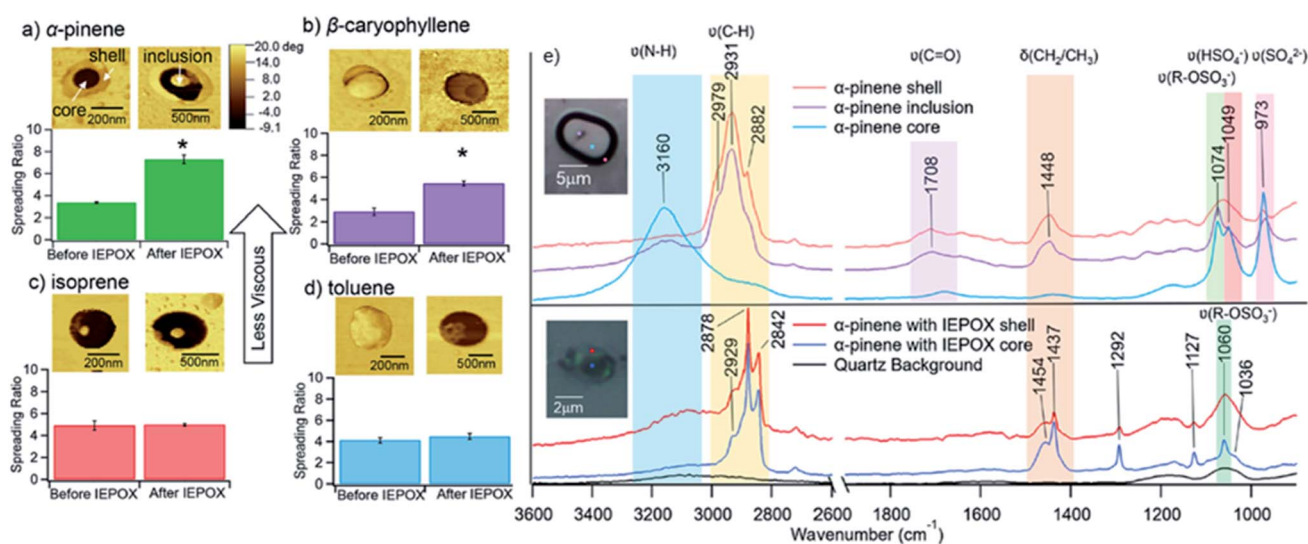 a) α-pinene
shell
core
200nm
inclusion
500nm
20.0 deg
14.0
8.0
2.0
-4.0
-9.1
10
8
6
4
2
0
Spreading Ratio
*
Before IEPOX
After IEPOX
b) β-caryophyllene
200nm
500nm
10
8
6
4
2
0
Spreading Ratio
*
Before IEPOX
After IEPOX
Less Viscous
c) isoprene
200nm
500nm
10
8
6
4
2
0
Spreading Ratio
Before IEPOX
After IEPOX
d) toluene
200nm
500nm
10
8
6
4
2
0
Spreading Ratio
Before IEPOX
After IEPOX
e)
υ(N-H)
υ(C-H)
υ(C=O)
δ(CH₂/CH₃)
υ(HSO₄⁻)
υ(SO₄²⁻)
υ(R-OSO₃⁻)
5μm
3160
2979
2931
2882
1708
1448
1074
1049
973
α-pinene shell
α-pinene inclusion
α-pinene core
2μm
2929
2878
2842
1454
1437
1292
1127
1060
1036
υ(R-OSO₃⁻)
α-pinene with IEPOX shell
α-pinene with IEPOX core
Quartz Background
3600
3400
3200
3000
2800
2600
1800
1600
1400
1200
1000
Wavenumber (cm⁻¹)